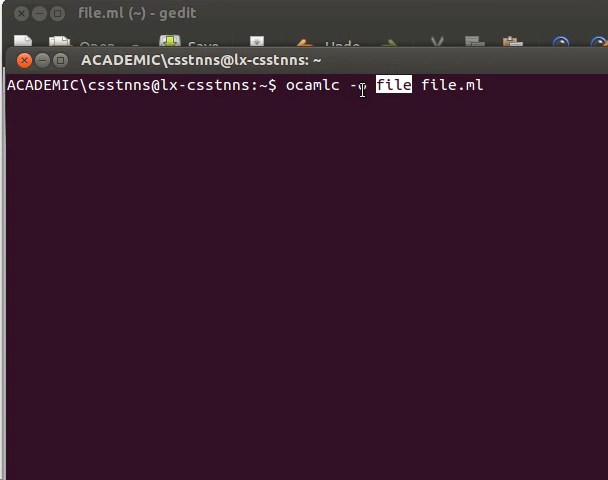 file.ml (~) - gedit
Open Save Undo
ACADEMIC\csstnns@lx-csstnns: ~
ACADEMIC\csstnns@lx-csstnns:~$ ocamlc -o file file.ml